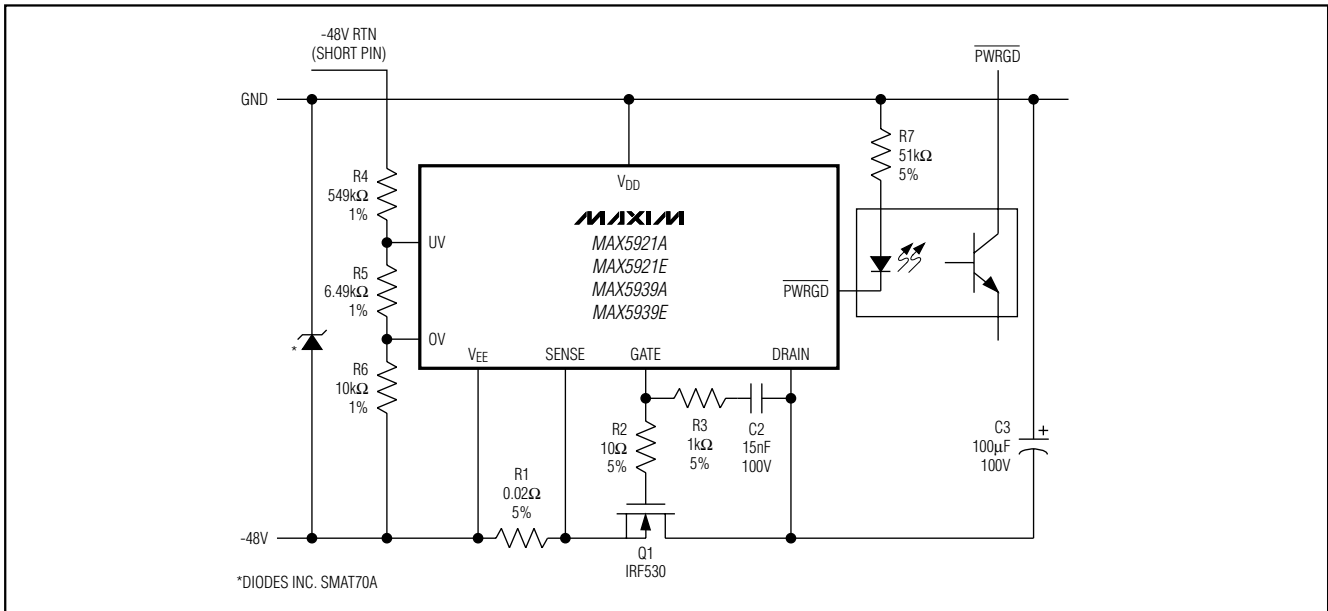 -48V RTN
(SHORT PIN)
PWRGD
GND
R7
51kΩ
5%
R4
549kΩ
1%
VDD
MAXIM
MAX5921A
MAX5921E
MAX5939A
MAX5939E
UV
R5
6.49kΩ
1%
PWRGD
OV
*
VEE
SENSE
GATE
DRAIN
R6
10kΩ
1%
R2
10Ω
5%
R3
1kΩ
5%
C2
15nF
100V
C3
100µF
100V
+
R1
0.02Ω
5%
-48V
Q1
IRF530
*DIODES INC. SMAT70A